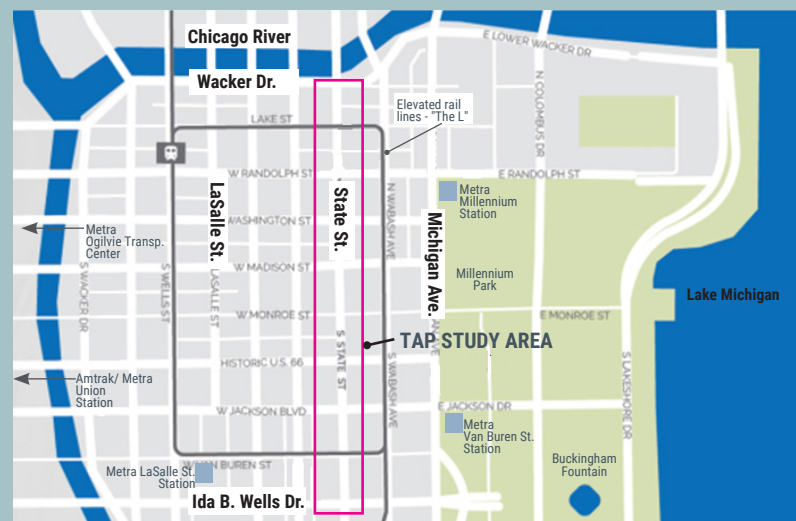 Chicago River
E LOWER WACKER DR
Wacker Dr.
N COLUMBUS DR
Elevated rail
lines - "The L"
LAKE ST
W RANDOLPH ST
E RANDOLPH ST
LaSalle St.
State St.
N WABASH AVE
Michigan Ave.
Metra
Millennium
Station
WASHINGTON ST
Metra
Ogilvie Transp.
Center
W MADISON ST
Millennium
Park
S WACKER DR
S WELLS ST
LASALLE ST
Lake Michigan
W MONROE ST
E MONROE ST
TAP STUDY AREA
S STATE ST
S WABASH AVE
S LAKESHORE DR
HISTORIC U.S. 66
Amtrak/ Metra
Union
Station
W JACKSON BLVD
E JACKSON DR
Metra
Van Buren St.
Station
BUREN ST
Metra LaSalle St.
Station
Buckingham
Fountain
Ida B. Wells Dr.